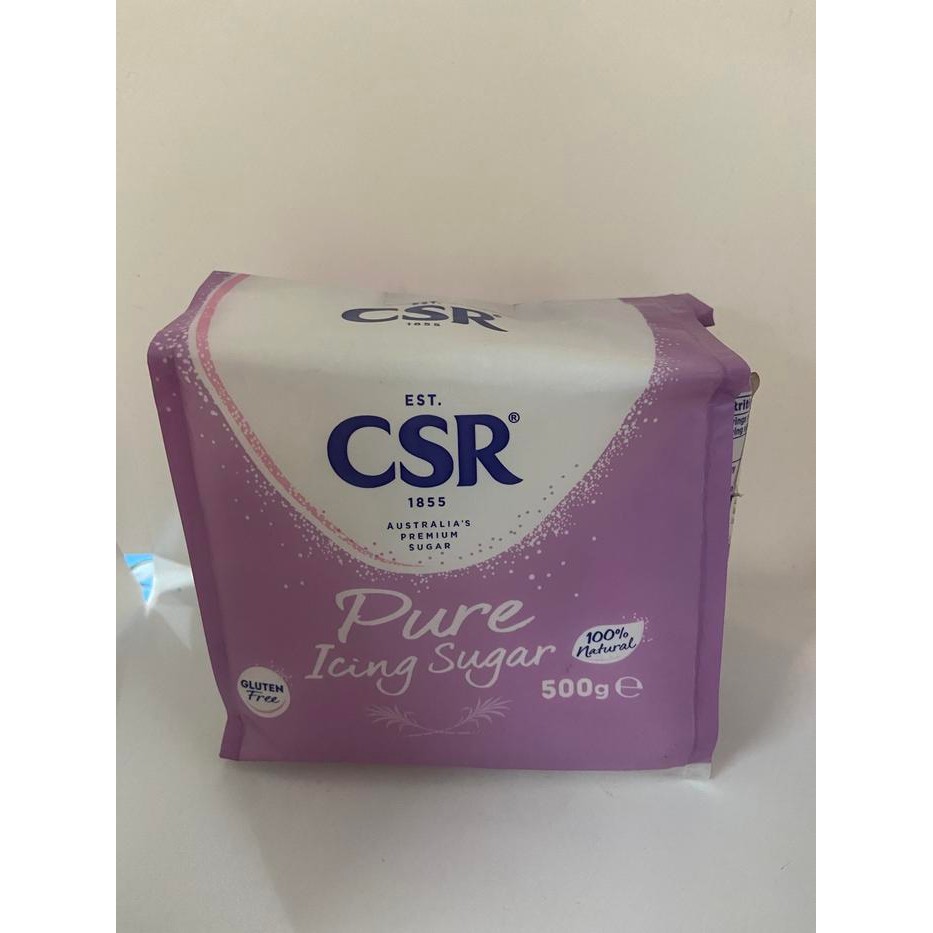 EST.
CSR®
1855
EST.
CSR®
1855
AUSTRALIA'S
PREMIUM
SUGAR
Pure
Icing Sugar
100%
Natural
GLUTEN
Free
500g ℮